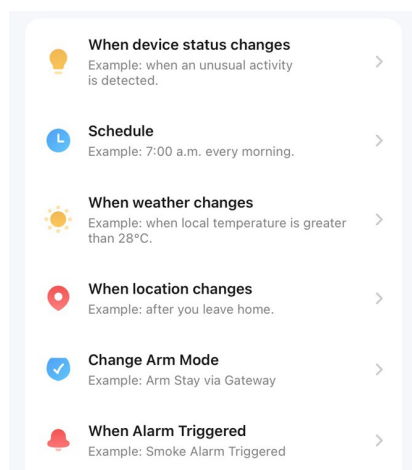 When device status changes
Example: when an unusual activity
is detected.
Schedule
Example: 7:00 a.m. every morning.
When weather changes
Example: when local temperature is greater
than 28°C.
When location changes
Example: after you leave home.
Change Arm Mode
Example: Arm Stay via Gateway
When Alarm Triggered
Example: Smoke Alarm Triggered